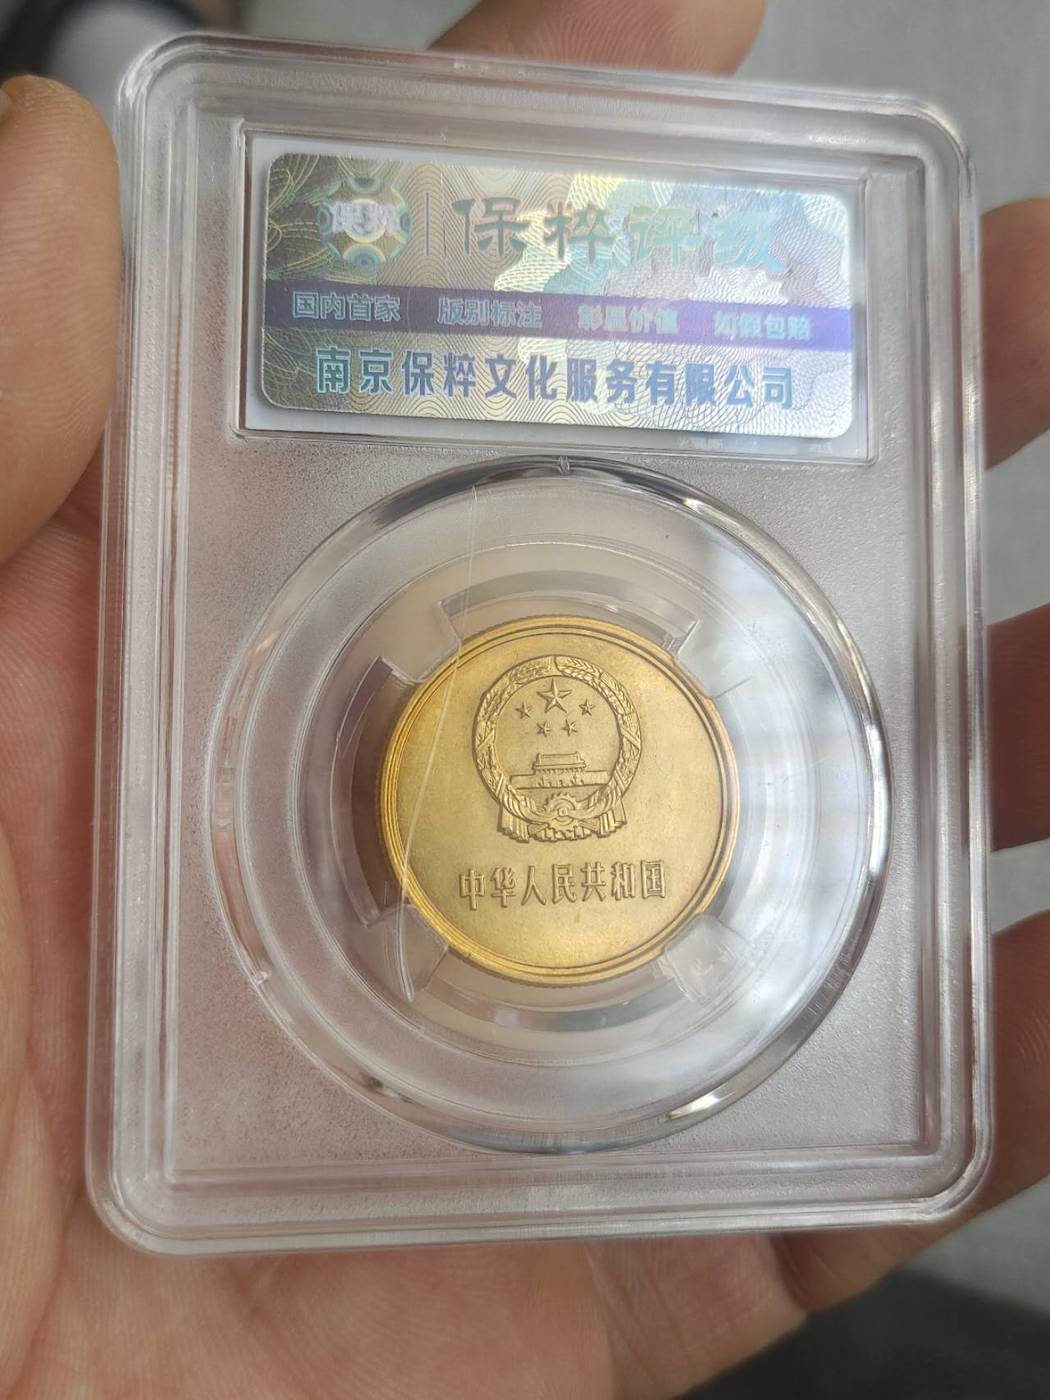 保粹 保粹评级
国内首家 版别标注 彰显价值 如假包赔
南京保粹文化服务有限公司
中华人民共和国